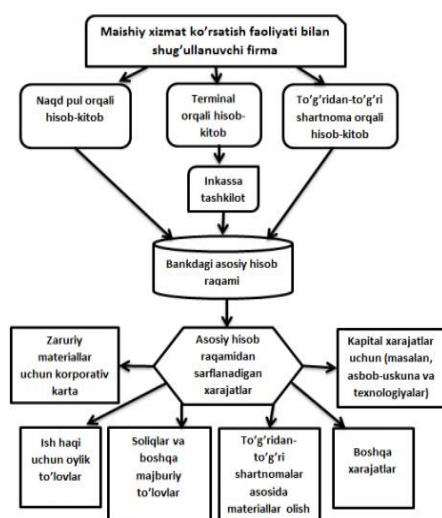 Maishiy xizmat ko'rsatish faoliyati bilan
shug'ullanuvchi firma
Naqd pul orqali
hisob-kitob
Terminal
orqali hisob-
kitob
To'g'ridan-to'g'ri
shartnoma orqali
hisob-kitob
Inkassa
tashkilot
Bankdagi asosiy hisob
raqami
Zaruriy
materiallar
uchun korporativ
karta
Asosiy hisob
raqamidan
sarflanadigan
xarajatlar
Kapital xarajatlar
uchun (masalan,
asbob-uskuna va
texnologiyalar)
Ish haqi
uchun oylik
to'lovlar
Soliqlar va
boshqa
majburiy
to'lovlar
To'g'ridan-
to'g'ri
shartnomalar
asosida
materiallar olish
Boshqa
xarajatlar